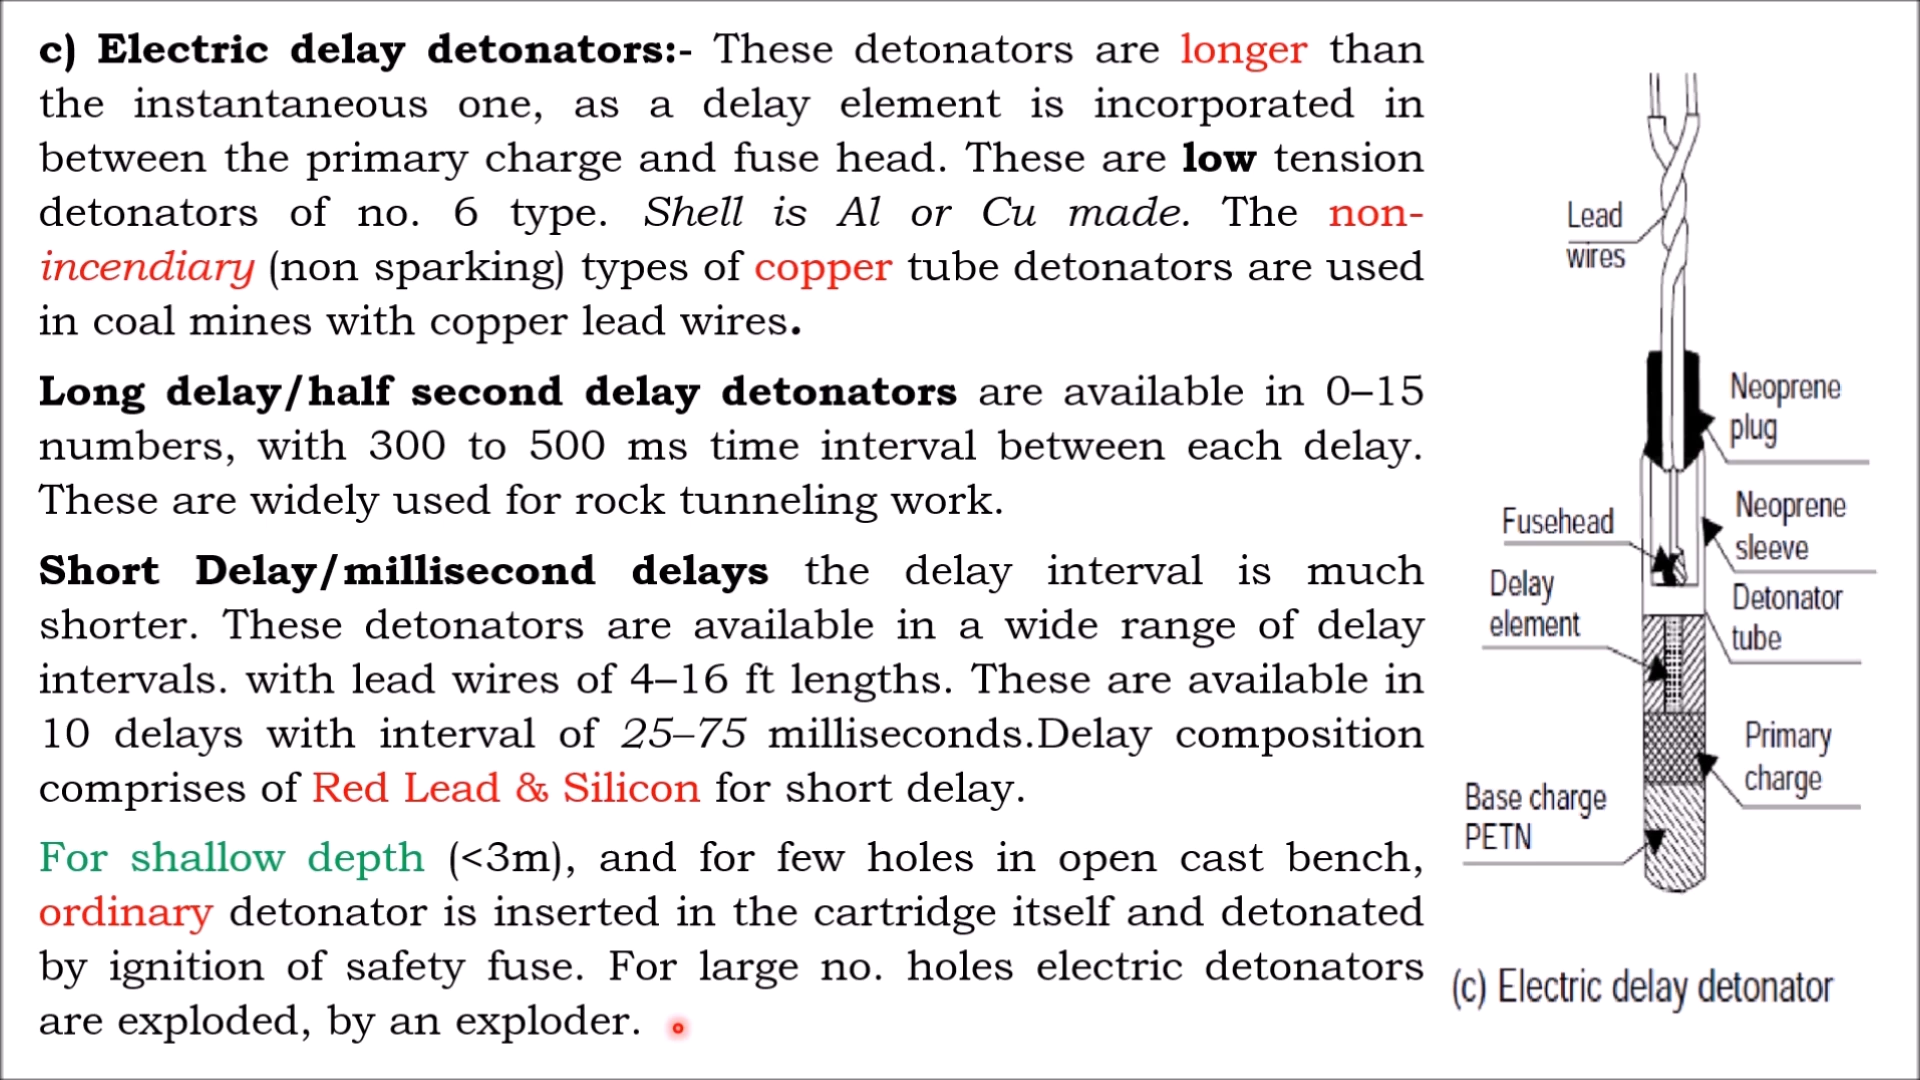 c) Electric delay detonators:- These detonators are longer than
the instantaneous one, as a delay element is incorporated in
between the primary charge and fuse head. These are low tension
detonators of no. 6 type. Shell is Al or Cu made. The non-
incendiary (non sparking) types of copper tube detonators are used
in coal mines with copper lead wires.
Long delay/half second delay detonators are available in 0–15
numbers, with 300 to 500 ms time interval between each delay.
These are widely used for rock tunneling work.
Short Delay/millisecond delays the delay interval is much
shorter. These detonators are available in a wide range of delay
intervals. with lead wires of 4–16 ft lengths. These are available in
10 delays with interval of 25–75 milliseconds.Delay composition
comprises of Red Lead & Silicon for short delay.
For shallow depth (<3m), and for few holes in open cast bench,
ordinary detonator is inserted in the cartridge itself and detonated
by ignition of safety fuse. For large no. holes electric detonators
are exploded, by an exploder.
Lead
wires
Neoprene
plug
Neoprene
sleeve
Fusehead
Delay
element
Detonator
tube
Primary
charge
Base charge
PETN
(c) Electric delay detonator